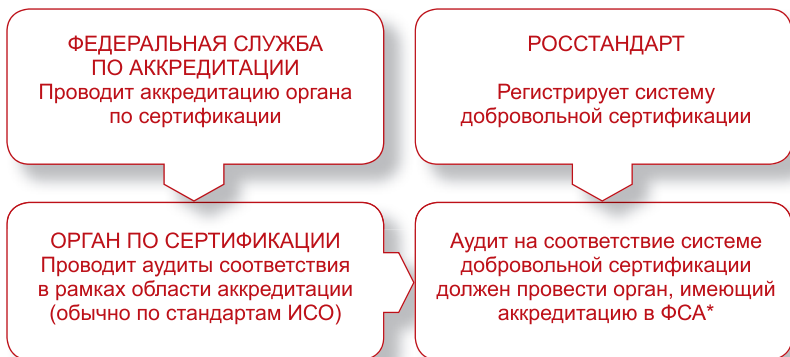 ФЕДЕРАЛЬНАЯ СЛУЖБА
ПО АККРЕДИТАЦИИ
Проводит аккредитацию органа
по сертификации
РОССТАНДАРТ
Регистрирует систему
добровольной сертификации
ОРГАН ПО СЕРТИФИКАЦИИ
Проводит аудиты соответствия
в рамках области аккредитации
(обычно по стандартам ИСО)
Аудит на соответствие системе
добровольной сертификации
должен провести орган, имеющий
аккредитацию в ФСА*